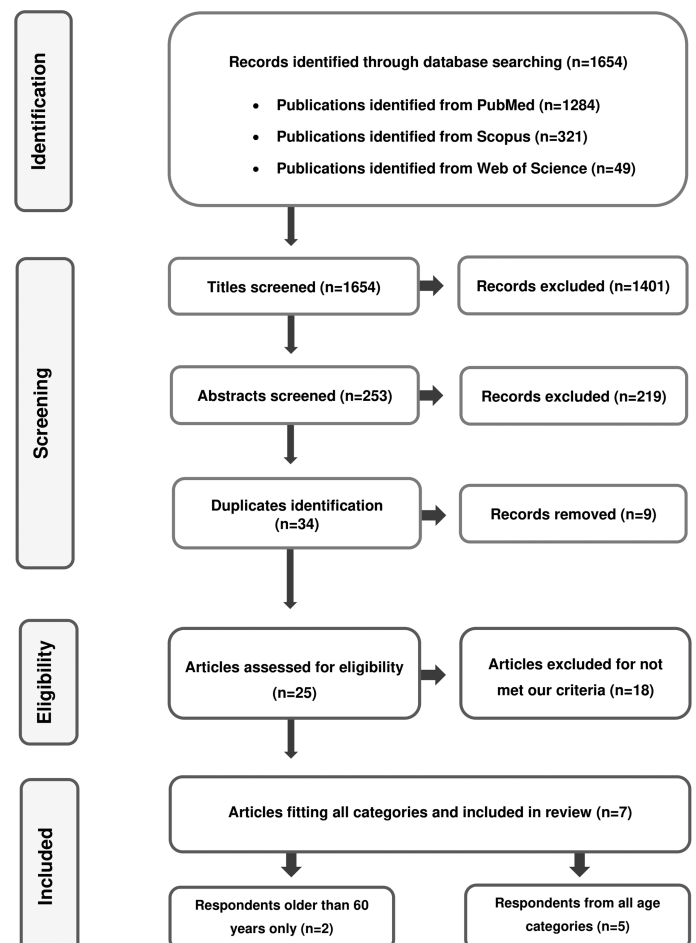 Identification
Records identified through database searching (n=1654)
• Publications identified from PubMed (n=1284)
• Publications identified from Scopus (n=321)
• Publications identified from Web of Science (n=49)
Screening
Titles screened (n=1654)
Records excluded (n=1401)
Abstracts screened (n=253)
Records excluded (n=219)
Duplicates identification
(n=34)
Records removed (n=9)
Eligibility
Articles assessed for eligibility
(n=25)
Articles excluded for not
met our criteria (n=18)
Included
Articles fitting all categories and included in review (n=7)
Respondents older than 60
years only (n=2)
Respondents from all age
categories (n=5)